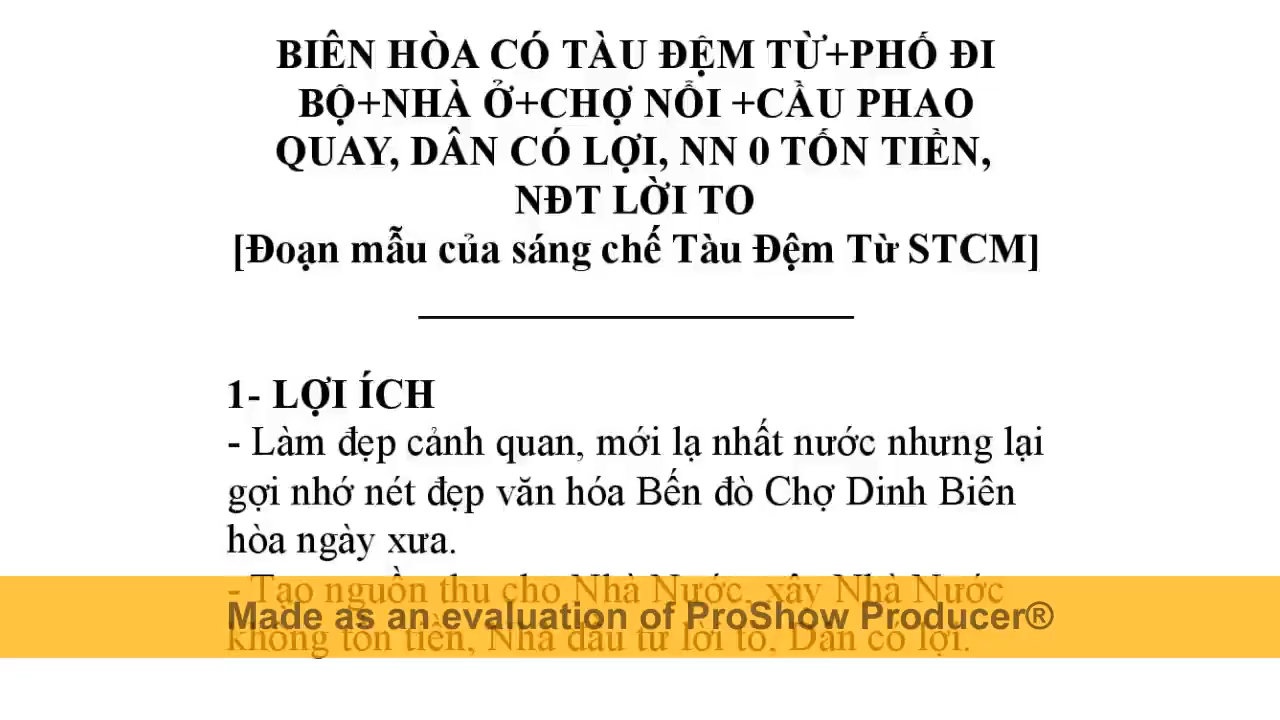 BIÊN HÒA CÓ TÀU ĐỆM TỪ+PHỐ ĐI
BỘ+NHÀ Ở+CHỢ NỔI +CẦU PHAO
QUAY, DÂN CÓ LỢI, NN 0 TỐN TIỀN,
NĐT LỜI TO
[Đoạn mẫu của sáng chế Tàu Đệm Từ STCM]
1- LỢI ÍCH
- Làm đẹp cảnh quan, mới lạ nhất nước nhưng lại
gợi nhớ nét đẹp văn hóa Bến đò Chợ Dinh Biên
hòa ngày xưa.
- Tạo nguồn thu cho Nhà Nước, xây Nhà Nước
Made as an evaluation of ProShow Producer®
không tốn tiền, Nhà đầu tư lời to, Dân có lợi.